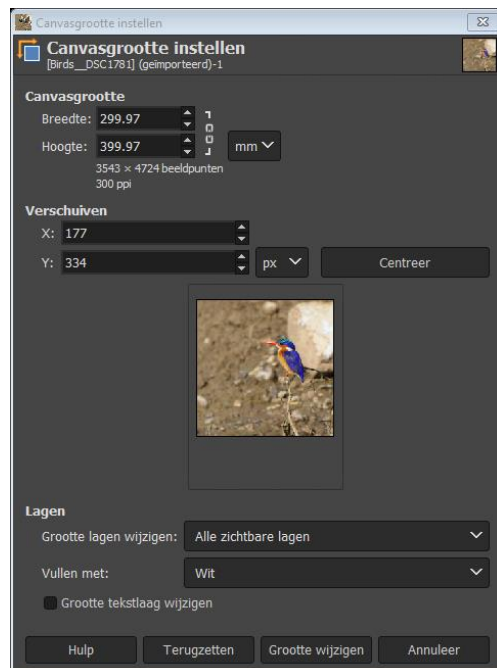 Canvasgrootte instellen
Canvasgrootte instellen
[Birds__DSC1781] (geïmporteerd)-1
Canvasgrootte
Breedte: 299.97
Hoogte: 399.97 mm
3543 × 4724 beeldpunten
300 ppi
Verschuiven
X: 177
Y: 334 px Centreer
Lagen
Grootte lagen wijzigen: Alle zichtbare lagen
Vullen met: Wit
Grootte tekstlaag wijzigen
Hulp Terugzetten Grootte wijzigen Annuleer